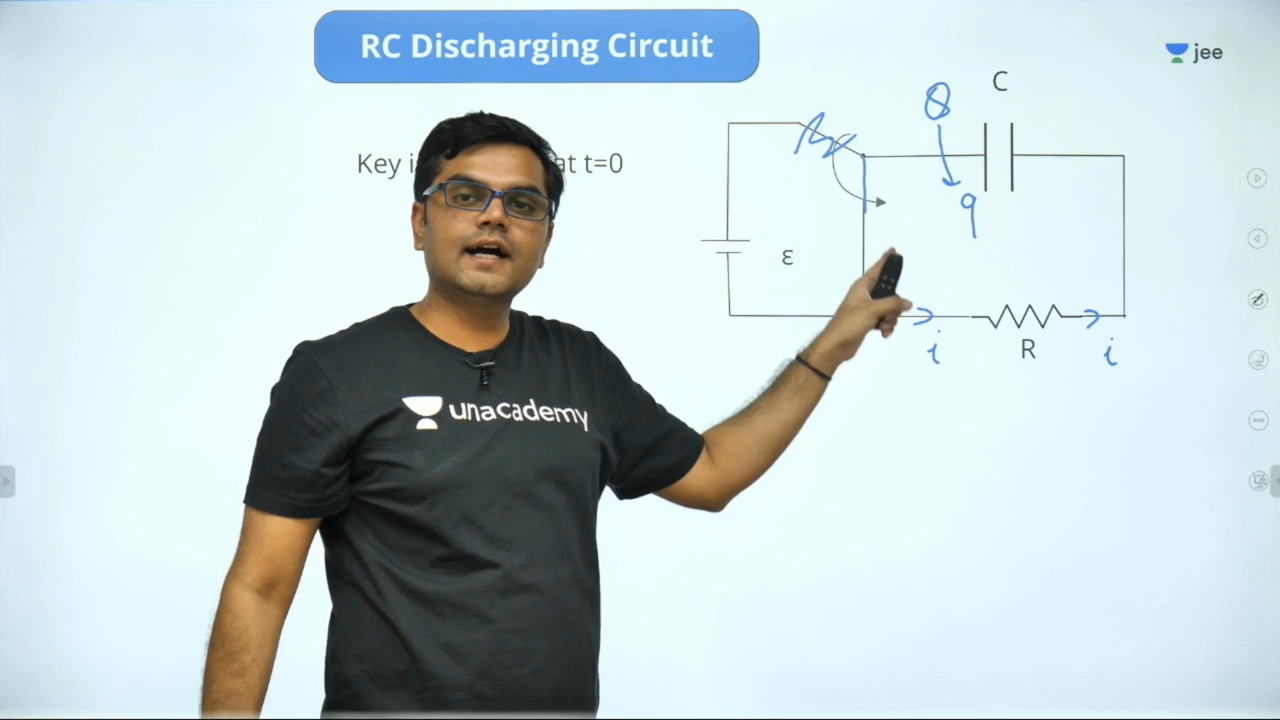 RC Discharging Circuit
jee
C
Q
Key i at t=0
q
ε
i
R
i
unacademy